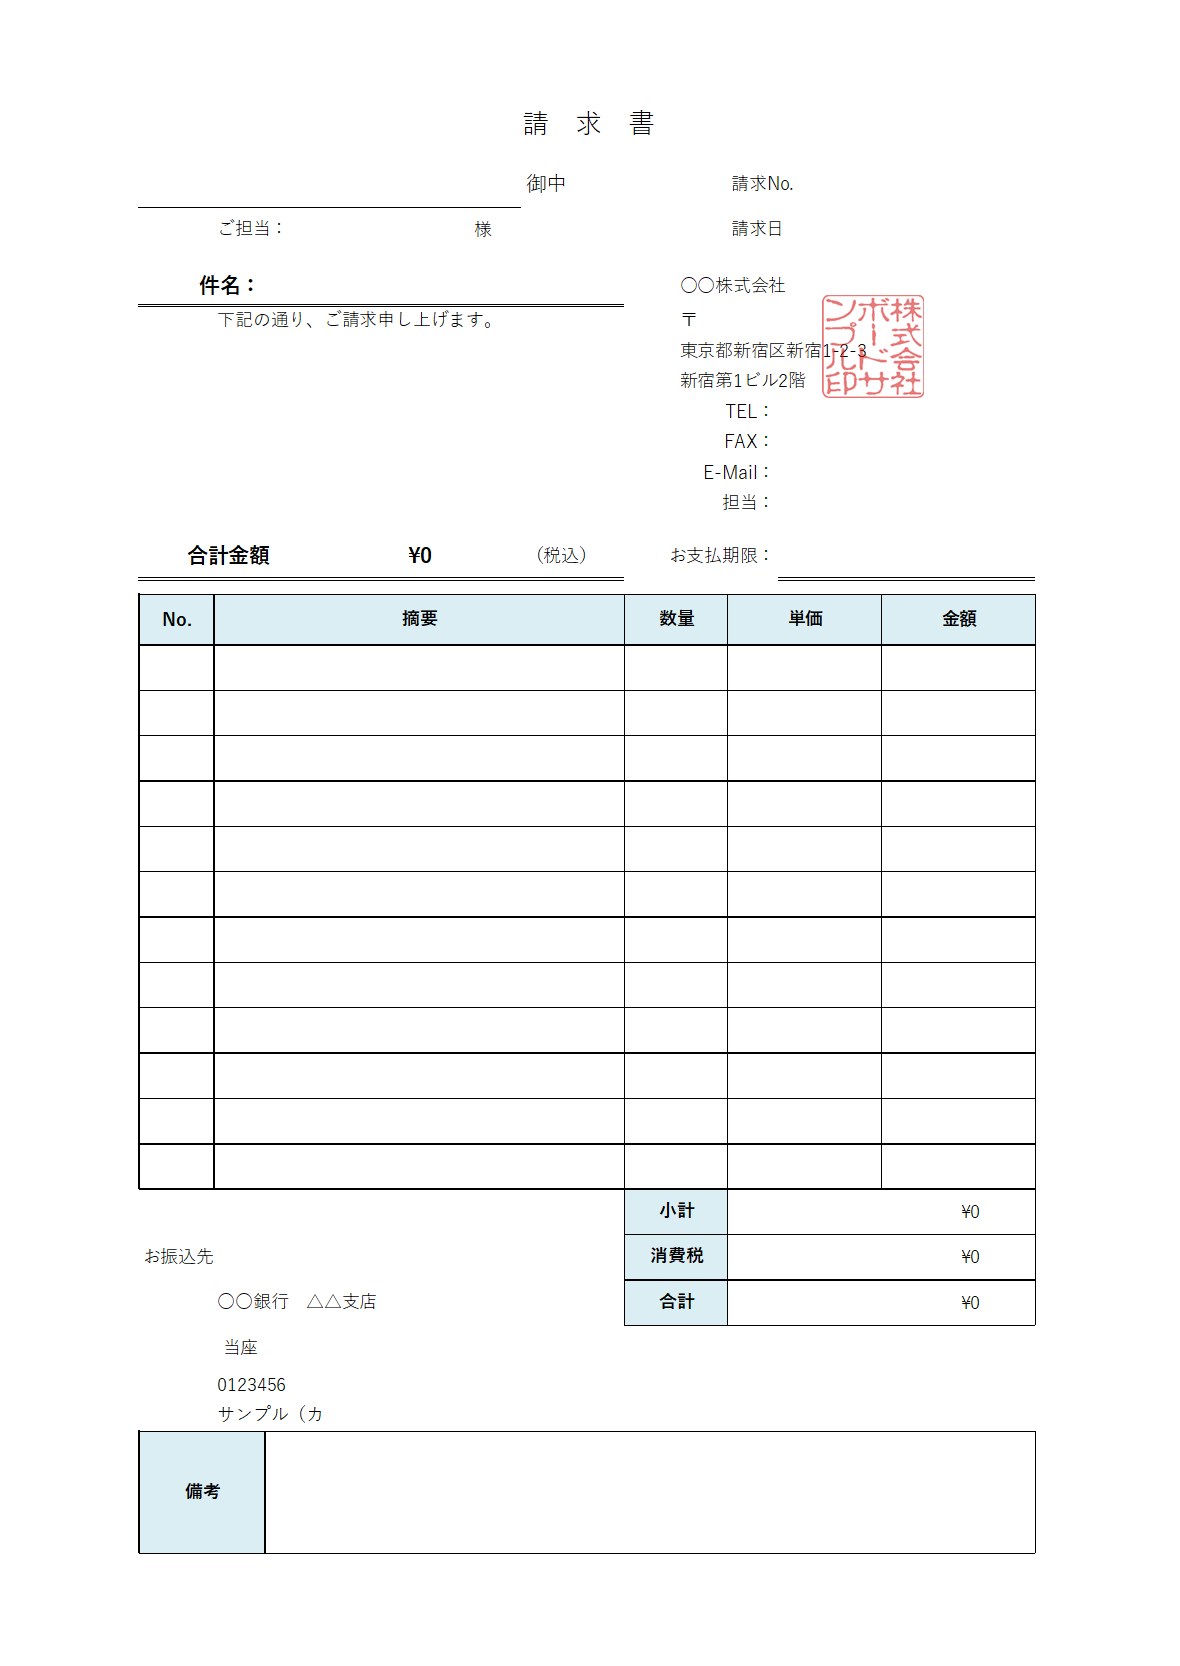 請　求　書
御中
請求No.
ご担当：
様
請求日
件名：
〇〇株式会社
下記の通り、ご請求申し上げます。
〒
東京都新宿区新宿1-2-3
新宿第1ビル2階
株式会社
ボードサ
ンプル印
TEL：
FAX：
E-Mail：
担当：
合計金額 ¥0 （税込）
お支払期限：
No. 摘要 数量 単価 金額
小計 ¥0
消費税 ¥0
合計 ¥0
お振込先
〇〇銀行　△△支店
当座
0123456
サンプル（カ
備考